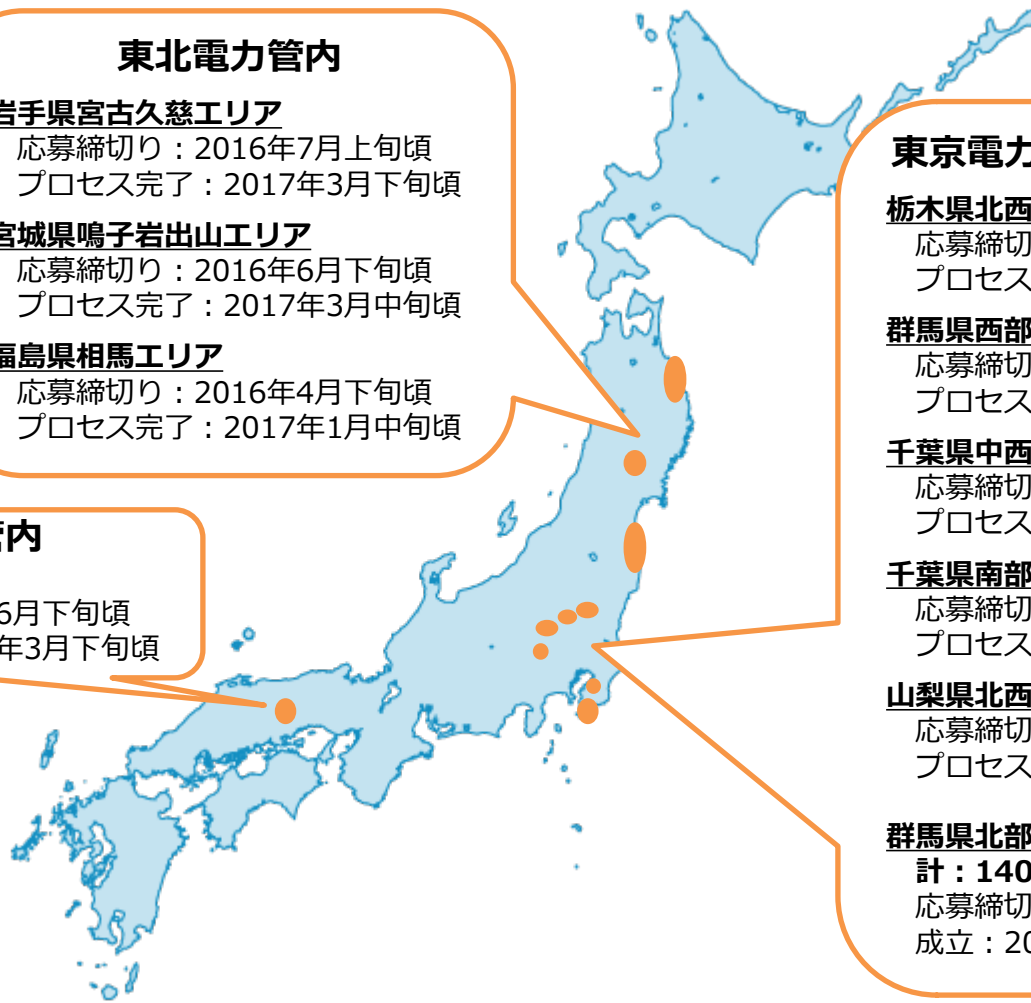 東北電力管内
岩手県宮古久慈エリア
応募締切り：2016年7月上旬頃
プロセス完了：2017年3月下旬頃
宮城県鳴子岩出山エリア
応募締切り：2016年6月下旬頃
プロセス完了：2017年3月中旬頃
福島県相馬エリア
応募締切り：2016年4月下旬頃
プロセス完了：2017年1月中旬頃
管内
6月下旬頃
年3月下旬頃
東京電力
栃木県北西
応募締切
プロセス
群馬県西部
応募締切
プロセス
千葉県中西
応募締切
プロセス
千葉県南部
応募締切
プロセス
山梨県北西
応募締切
プロセス
群馬県北部
計：140
応募締切
成立：20